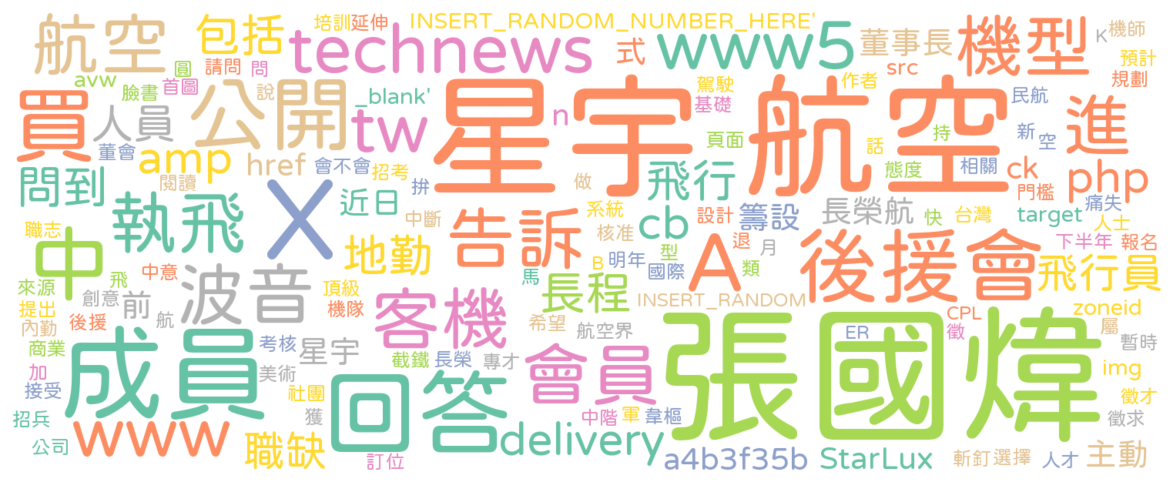 航空 包括 培訓 延伸 INSERT_RANDOM_NUMBER_HERE' 機師
technews www5 式 董事長 機型 K 預計
avw 圓 請問 問 src 規劃
買 臉書 首圖 公開 說 _blank' 星宇航空 駕駛 基礎 作者 民航 進
人員 tw n 頁面 新 空
董會 amp href 會不會 招考 持 話 態度 相關 ck php
問到 閱讀 X 近日 拚 做 飛行 門檻
執飛 中斷 告訴 系統 cb 設計 籌設 長榮航 快 台灣 target 痛失
職志 中 地勤 核准 A 退 月 後援會 人士 下半年 報名
飛 中意 波音 頂級 馬 B 明年 型 類 國際 飛行員
來源 創意 前 機隊 客機 長程 INSERT_RANDOM
提出 後援 航 希望 航空界 張國煒 CPL zoneid
內勤 考核 星宇 ER 徵 屬 暫時
商業 成員 美術 截鐵 長榮 專才 會員 img
加 接受 社團 回答 徵才
招兵 www 獲 中階 軍 韋樞 徵求
公司 職缺 訂位 delivery a4b3f35b StarLux 斬釘 選擇 人才 主動